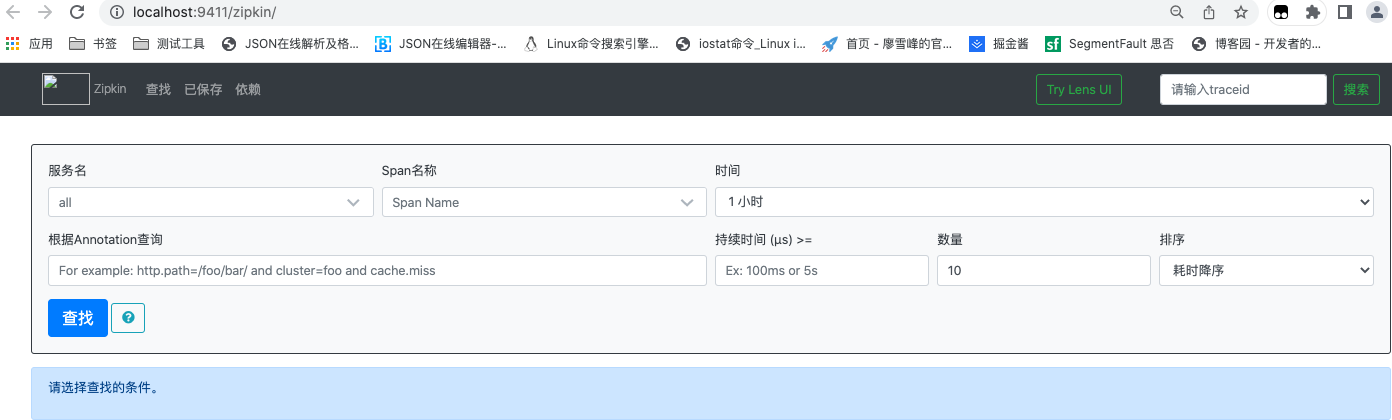 localhost:9411/zipkin/
应用 书签 测试工具 JSON在线解析及格... JSON在线编辑器-... Linux命令搜索引擎... iostat命令_Linux i... 首页 - 廖雪峰的官... 掘金酱 SegmentFault 思否 博客园 - 开发者的...
Zipkin 查找 已保存 依赖 Try Lens UI 请输入traceid 搜索
服务名 Span名称 时间
all Span Name 1 小时
根据Annotation查询 持续时间 (μs) >= 数量 排序
For example: http.path=/foo/bar/ and cluster=foo and cache.miss Ex: 100ms or 5s 10 耗时降序
查找
请选择查找的条件。